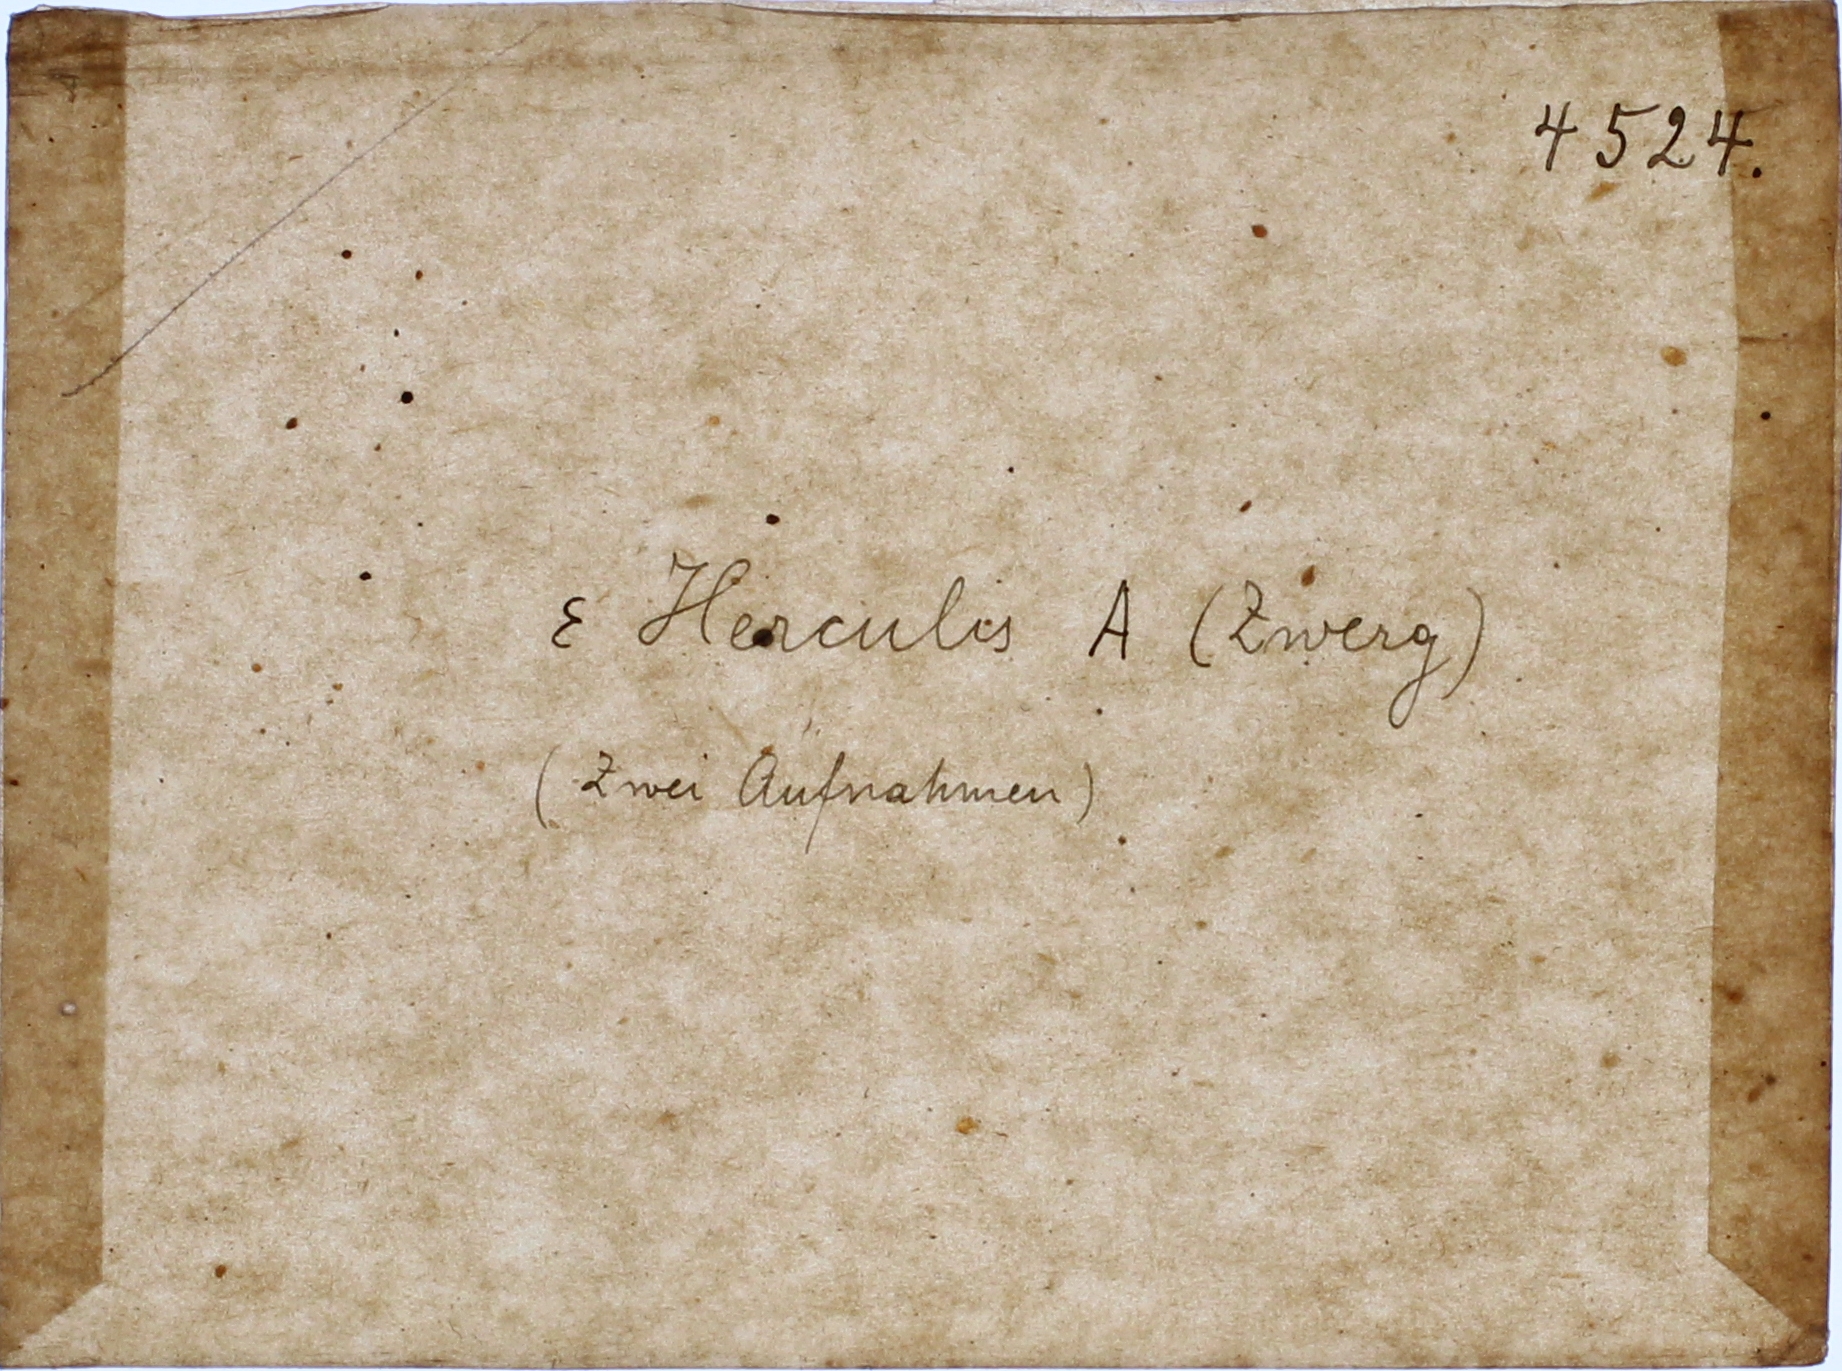 4524.
ε Herculis A (Zwerg)
(Zwei Aufnahmen)